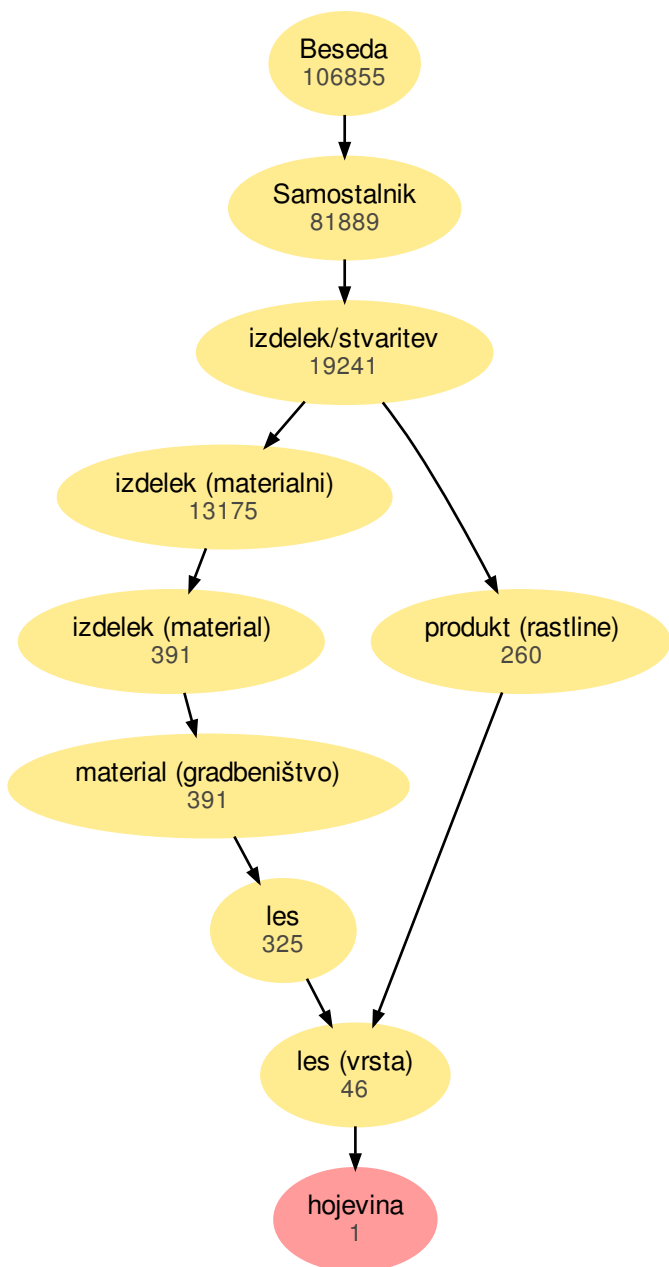 Beseda
106855
Samostalnik
81889
izdelek/stvaritev
19241
izdelek (materialni)
13175
izdelek (material)
391
produkt (rastline)
260
material (gradbeništvo)
391
les
325
les (vrsta)
46
hojevina
1